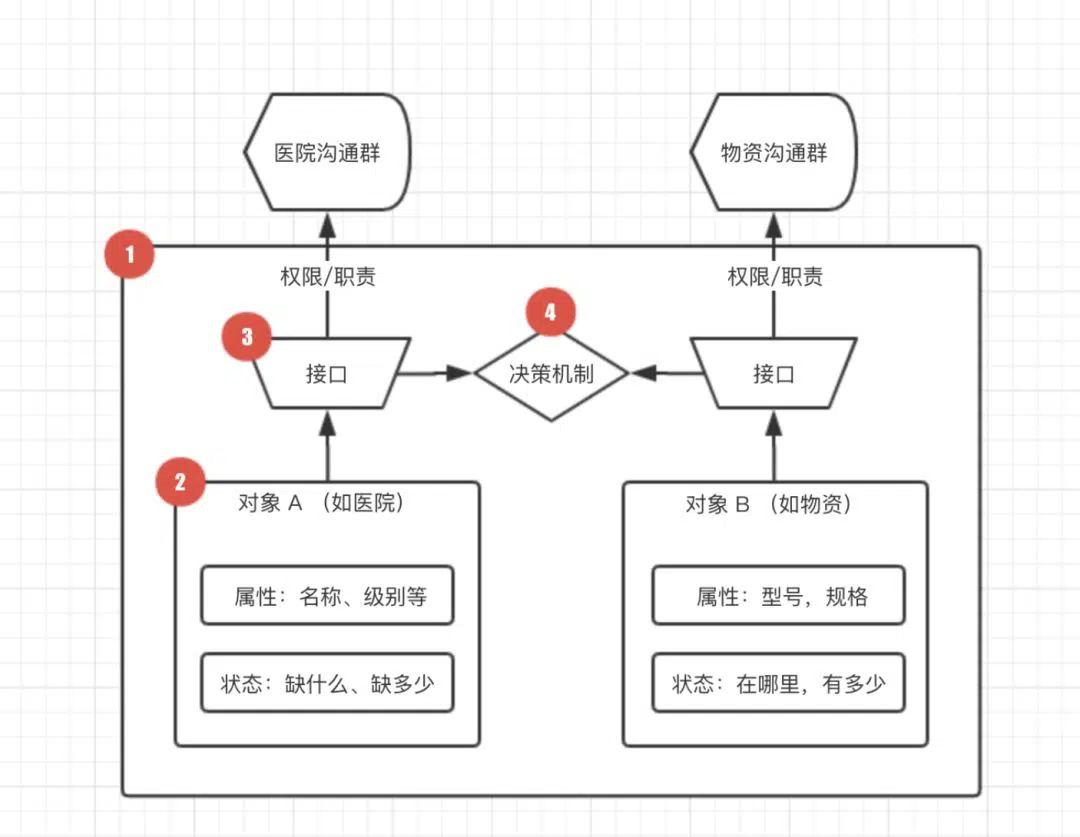 医院沟通群
物资沟通群
1
权限/职责
权限/职责
4
3
接口
决策机制
接口
2
对象 A （如医院）
对象 B （如物资）
属性：名称、级别等
属性：型号，规格
状态：缺什么、缺多少
状态：在哪里，有多少